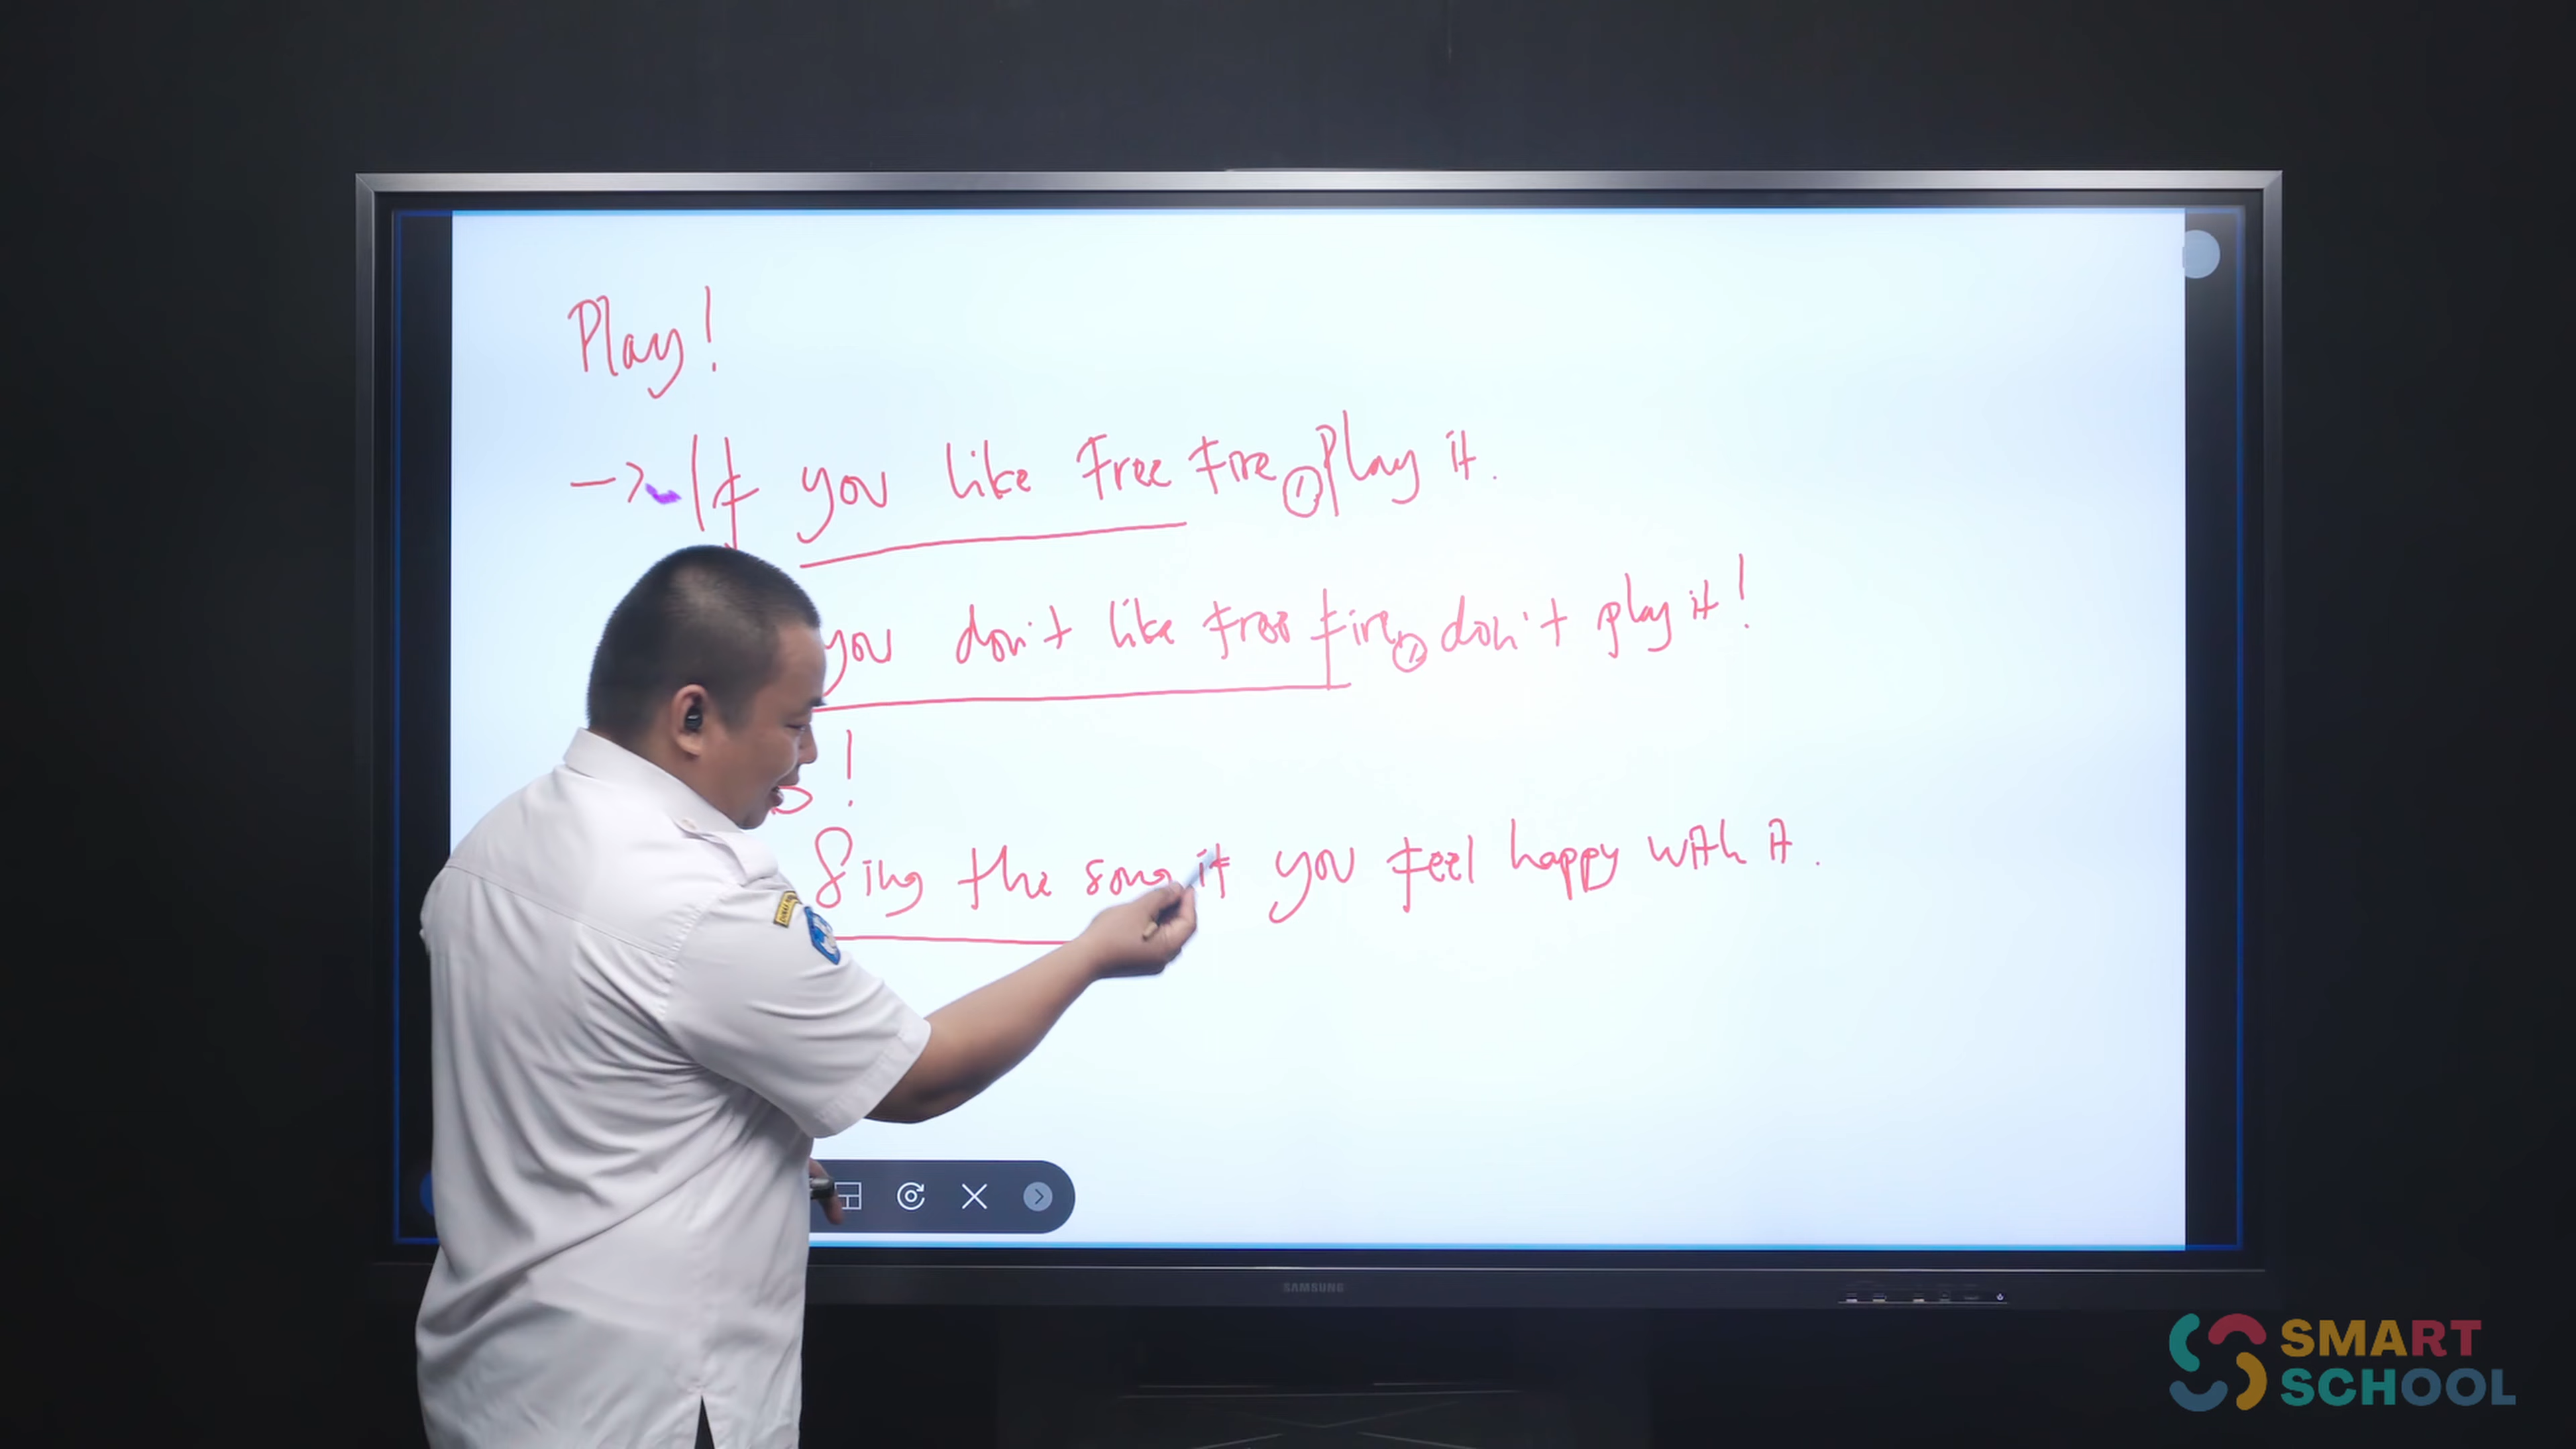 Play!
-> If you like Free Fire, Play it.
you don't like Free Fire, don't play it!
!
Sing the song if you feel happy with it.
SAMSUNG
SMART
SCHOOL